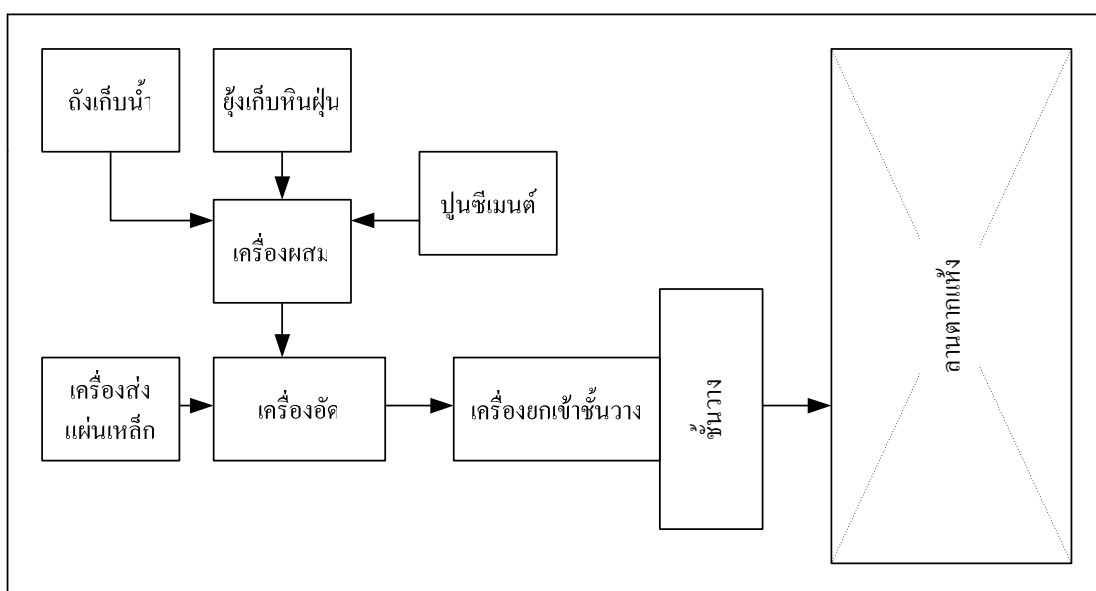 ถังเก็บน้ำ
ยุ้งเก็บหินฝุ่น
ปูนซีเมนต์
เครื่องผสม
เครื่องส่ง
แผ่นเหล็ก
เครื่องอัด
เครื่องยกเข้าชั้นวาง
ชั้นวาง
ลานตากแห้ง